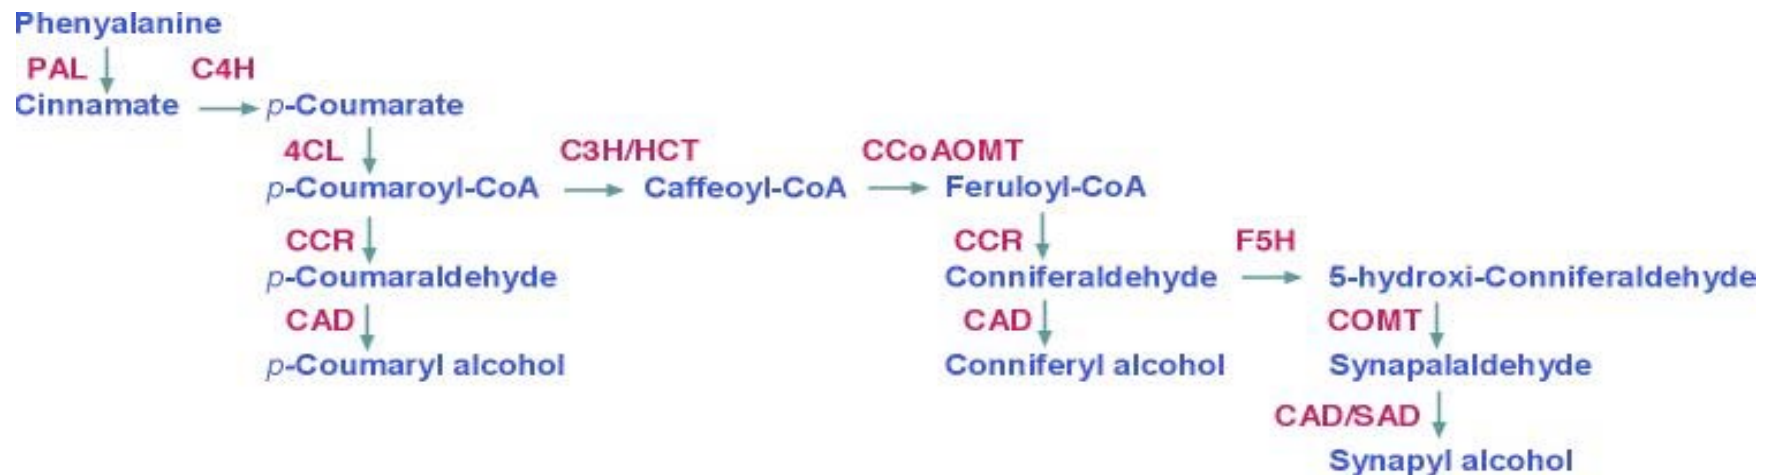 Phenyalanine
PAL C4H
Cinnamate p-Coumarate
4CL C3H/HCT CCoAOMT
p-Coumaroyl-CoA Caffeoyl-CoA Feruloyl-CoA
CCR CCR F5H
p-Coumaraldehyde Conniferaldehyde 5-hydroxi-Conniferaldehyde
CAD CAD COMT
p-Coumaryl alcohol Conniferyl alcohol Synapalaldehyde
CAD/SAD
Synapyl alcohol